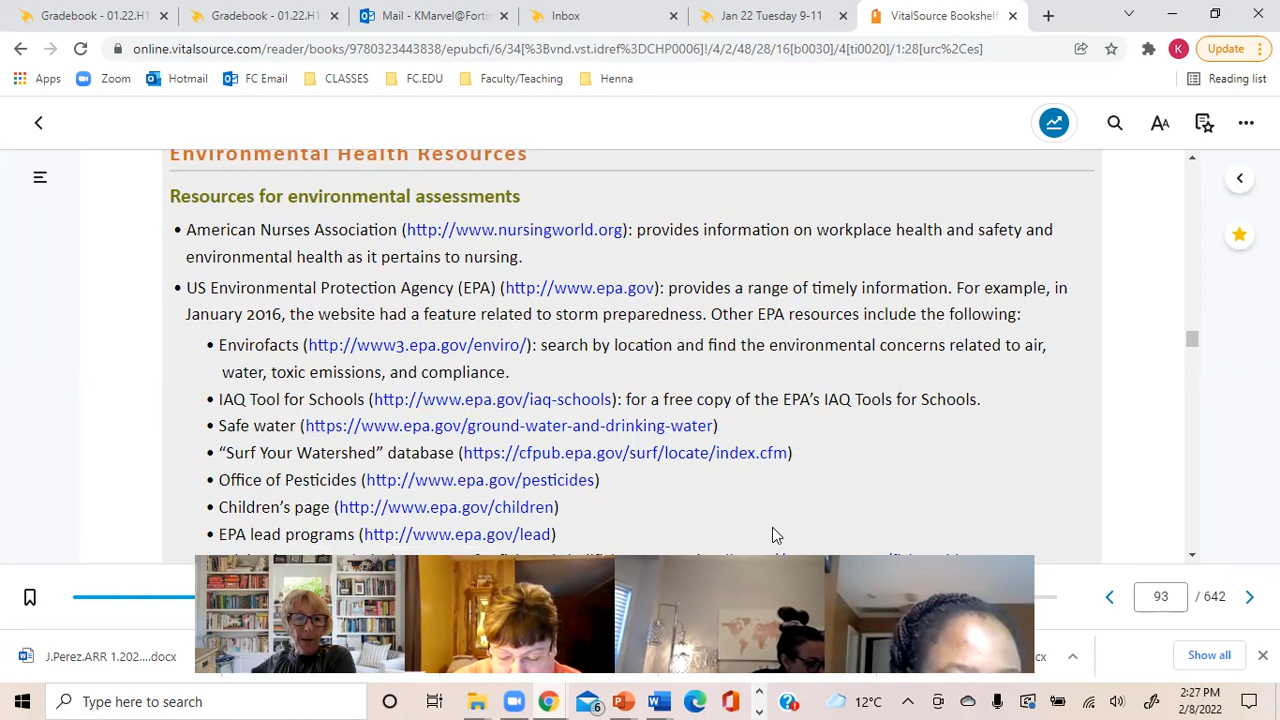 Gradebook - 01.22.H1
Gradebook - 01.22.H1
Mail - KMarvel@Fortis
Inbox
Jan 22 Tuesday 9-11
VitalSource Bookshelf
online.vitalsource.com/reader/books/9780323443838/epubcfi/6/34[%3Bvnd.vst.idref%3DCHP0006]!/4/2/48/28/16[b0030]/4[ti0020]/1:28[urc%2Ces]
K
Update
Apps
Zoom
Hotmail
FC Email
CLASSES
FC.EDU
Faculty/Teaching
Henna
Reading list
Environmental Health Resources
Resources for environmental assessments
• American Nurses Association (http://www.nursingworld.org): provides information on workplace health and safety and
environmental health as it pertains to nursing.
• US Environmental Protection Agency (EPA) (http://www.epa.gov): provides a range of timely information. For example, in
January 2016, the website had a feature related to storm preparedness. Other EPA resources include the following:
• Envirofacts (http://www3.epa.gov/enviro/): search by location and find the environmental concerns related to air,
water, toxic emissions, and compliance.
• IAQ Tool for Schools (http://www.epa.gov/iaq-schools): for a free copy of the EPA’s IAQ Tools for Schools.
• Safe water (https://www.epa.gov/ground-water-and-drinking-water)
• “Surf Your Watershed” database (https://cfpub.epa.gov/surf/locate/index.cfm)
• Office of Pesticides (http://www.epa.gov/pesticides)
• Children’s page (http://www.epa.gov/children)
• EPA lead programs (http://www.epa.gov/lead)
93 / 642
J.Perez.ARR 1.202....docx
cx
Show all
Type here to search
6
12°C
2:27 PM
2/8/2022